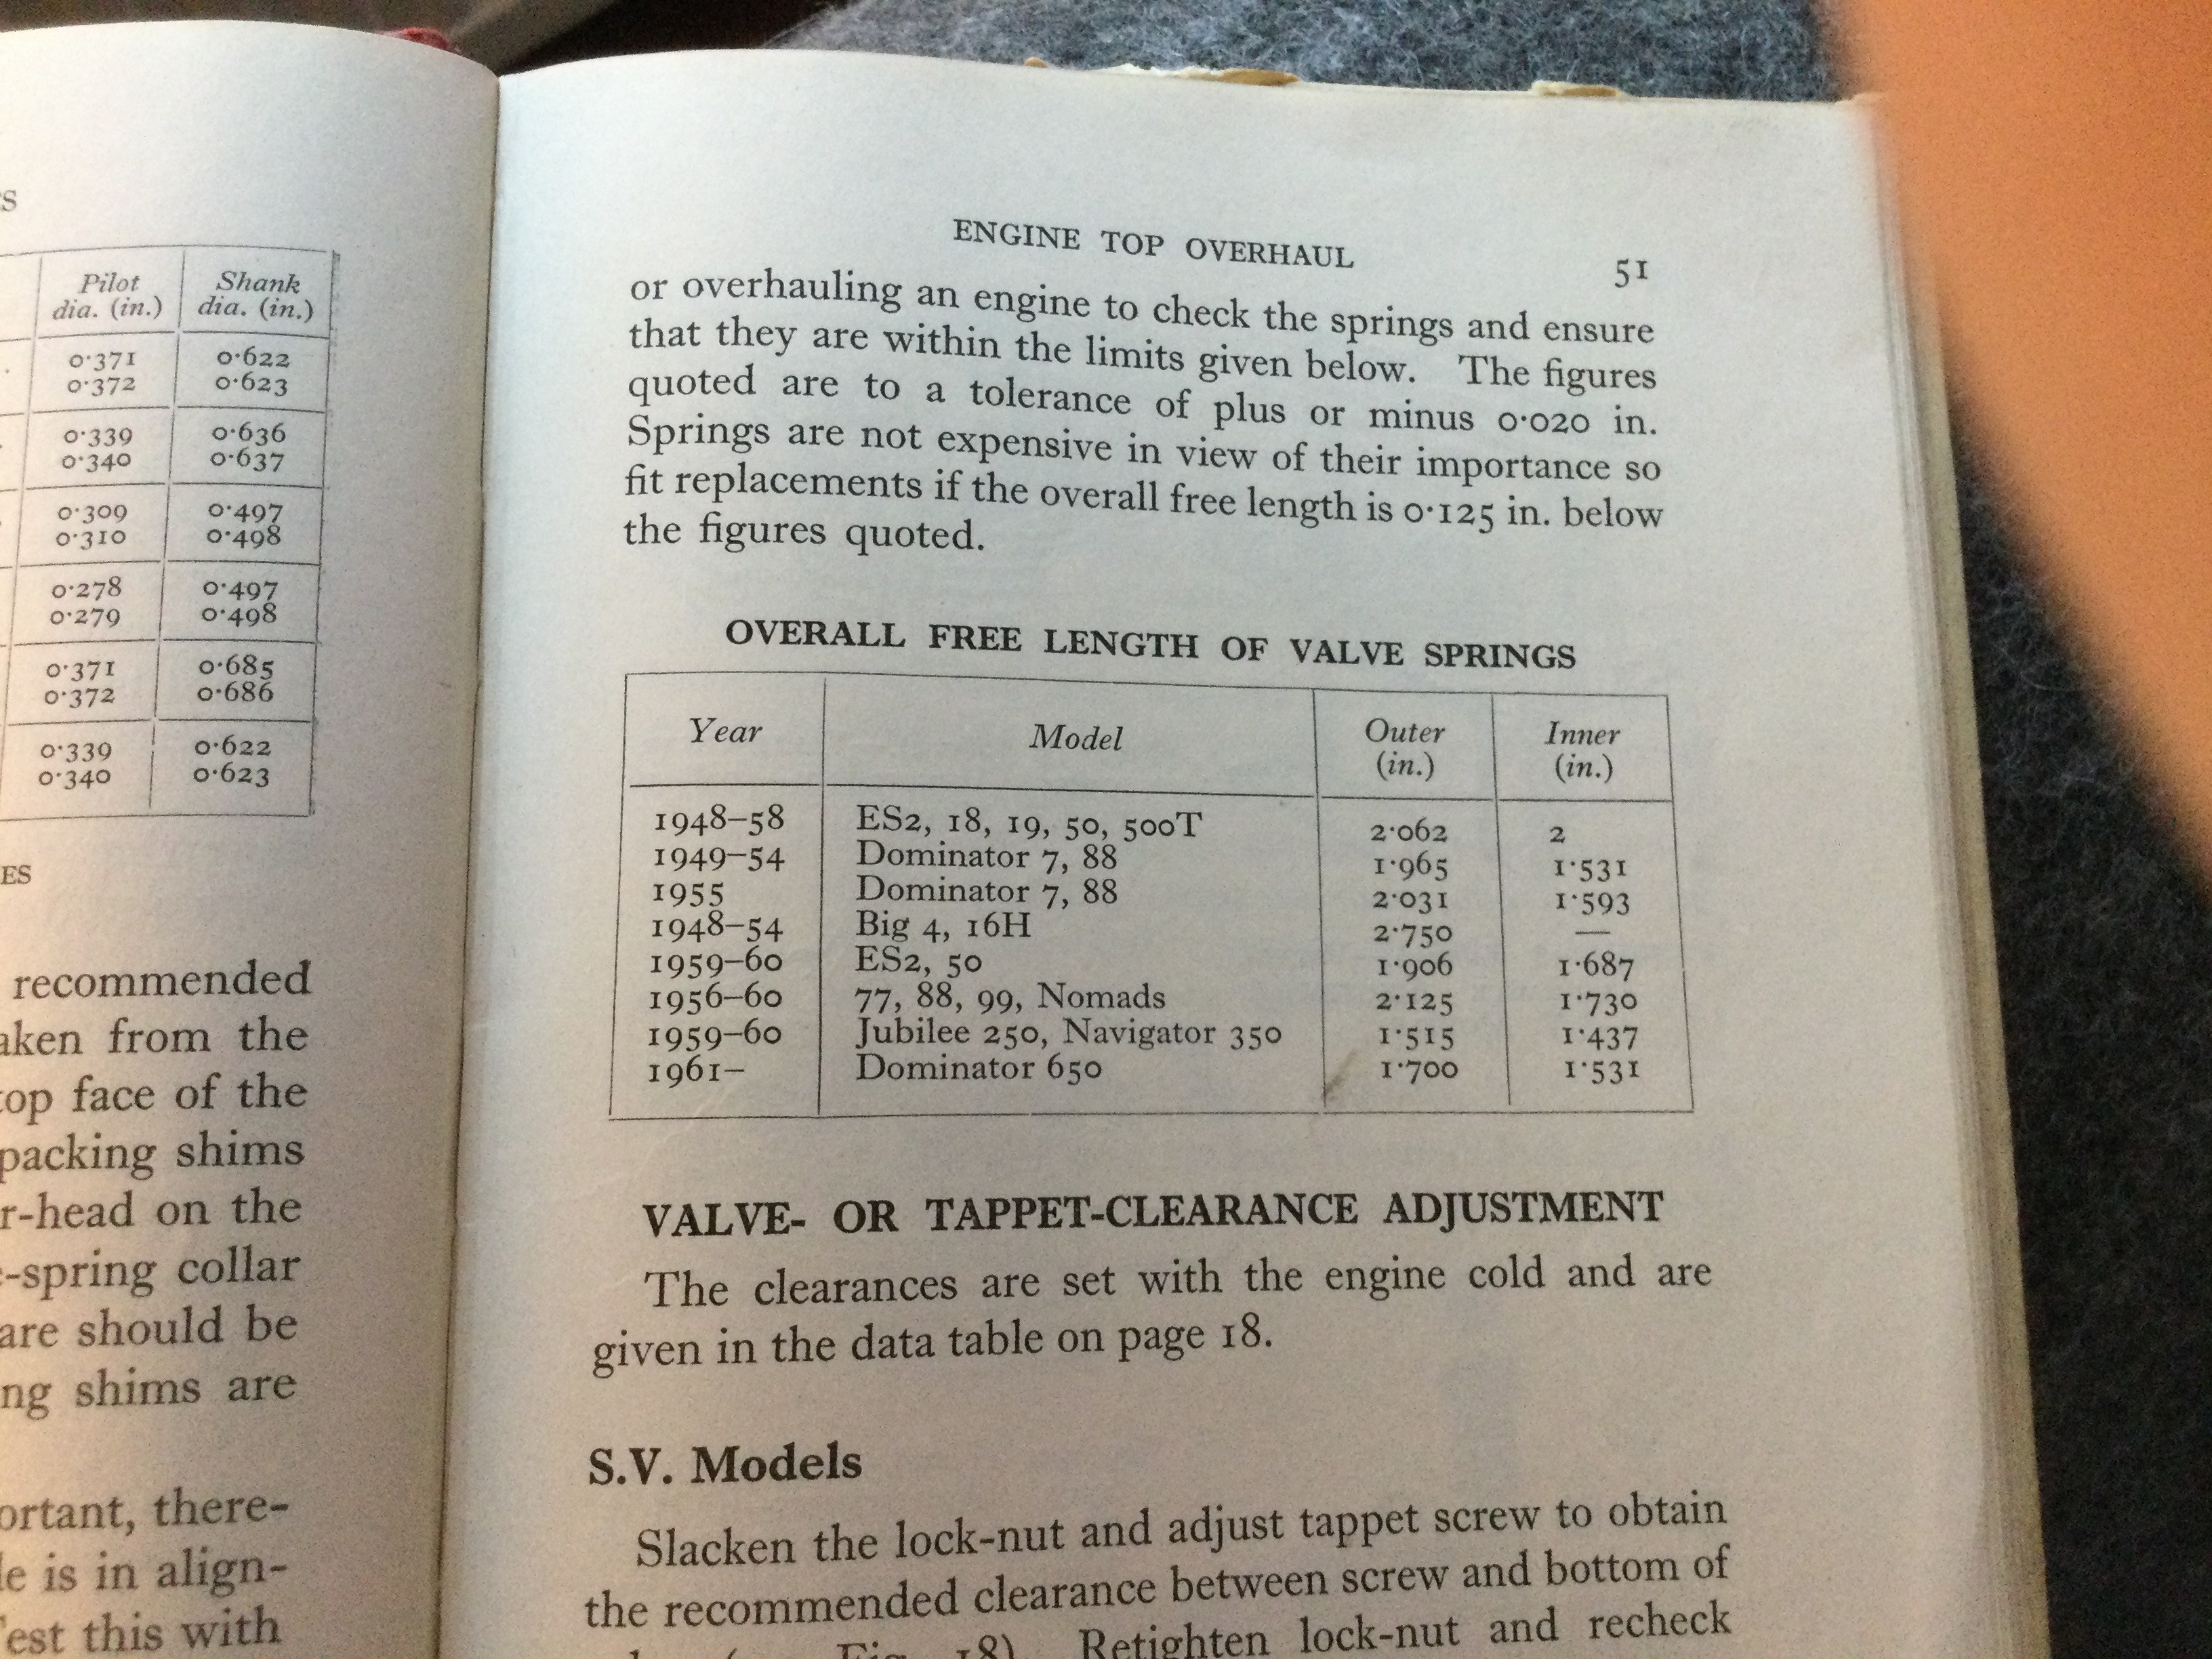 S
Pilot Shank
dia. (in.) dia. (in.)
0·371 0·622
0·372 0·623
0·339 0·636
0·340 0·637
0·309 0·497
0·310 0·498
0·278 0·497
0·279 0·498
0·371 0·685
0·372 0·686
0·339 0·622
0·340 0·623
ES
recommended
aken from the
top face of the
packing shims
r-head on the
-spring collar
are should be
ng shims are
ortant, there-
le is in align-
Test this with
ENGINE TOP OVERHAUL 51
or overhauling an engine to check the springs and ensure
that they are within the limits given below. The figures
quoted are to a tolerance of plus or minus 0·020 in.
Springs are not expensive in view of their importance so
fit replacements if the overall free length is 0·125 in. below
the figures quoted.
OVERALL FREE LENGTH OF VALVE SPRINGS
Year Model Outer (in.) Inner (in.)
1948–58 ES2, 18, 19, 50, 500T 2·062 2
1949–54 Dominator 7, 88 1·965 1·531
1955 Dominator 7, 88 2·031 1·593
1948–54 Big 4, 16H 2·750 —
1959–60 ES2, 50 1·906 1·687
1956–60 77, 88, 99, Nomads 2·125 1·730
1959–60 Jubilee 250, Navigator 350 1·515 1·437
1961– Dominator 650 1·700 1·531
VALVE- OR TAPPET-CLEARANCE ADJUSTMENT
The clearances are set with the engine cold and are
given in the data table on page 18.
S.V. Models
Slacken the lock-nut and adjust tappet screw to obtain
the recommended clearance between screw and bottom of
Fig. 18). Retighten lock-nut and recheck